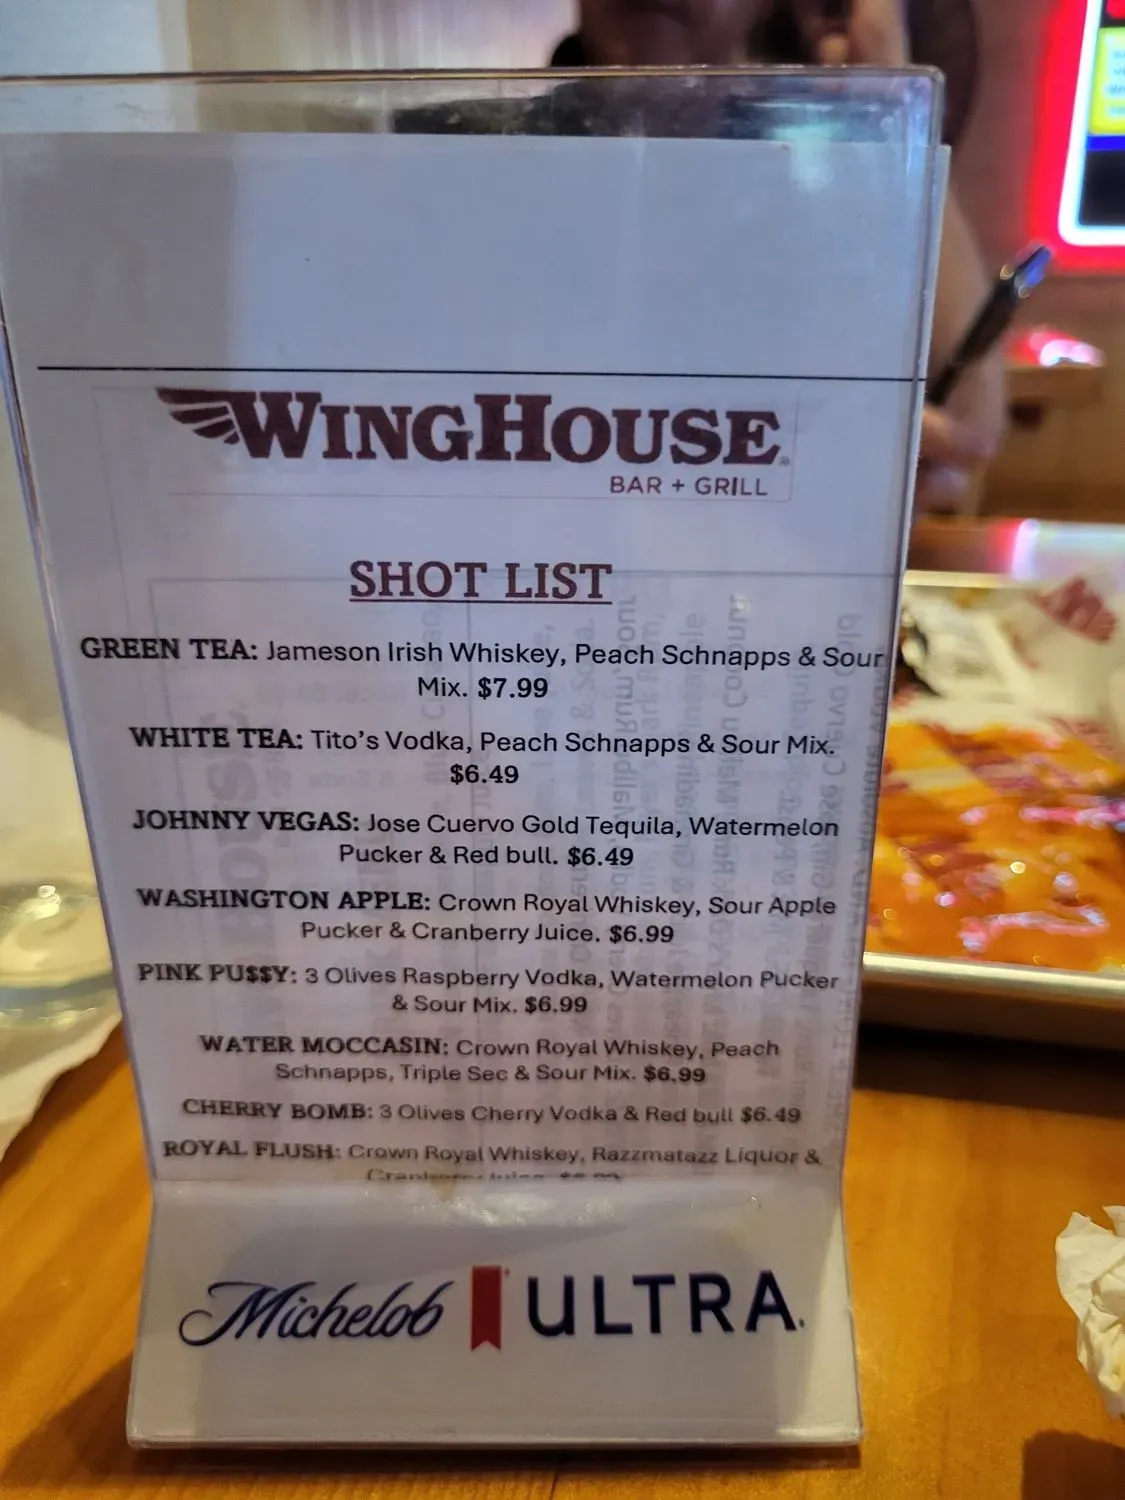 WINGHOUSE
BAR + GRILL
SHOT LIST
GREEN TEA: Jameson Irish Whiskey, Peach Schnapps & Sour
Mix. $7.99
WHITE TEA: Tito's Vodka, Peach Schnapps & Sour Mix.
$6.49
JOHNNY VEGAS: Jose Cuervo Gold Tequila, Watermelon
Pucker & Red bull. $6.49
WASHINGTON APPLE: Crown Royal Whiskey, Sour Apple
Pucker & Cranberry Juice. $6.99
PINK PU$$Y: 3 Olives Raspberry Vodka, Watermelon Pucker
& Sour Mix. $6.99
WATER MOCCASIN: Crown Royal Whiskey, Peach
Schnapps, Triple Sec & Sour Mix. $6.99
CHERRY BOMB: 3 Olives Cherry Vodka & Red bull $6.49
ROYAL FLUSH: Crown Royal Whiskey, Razzmatazz Liquor &
Cranberry Juice.
Michelob ULTRA